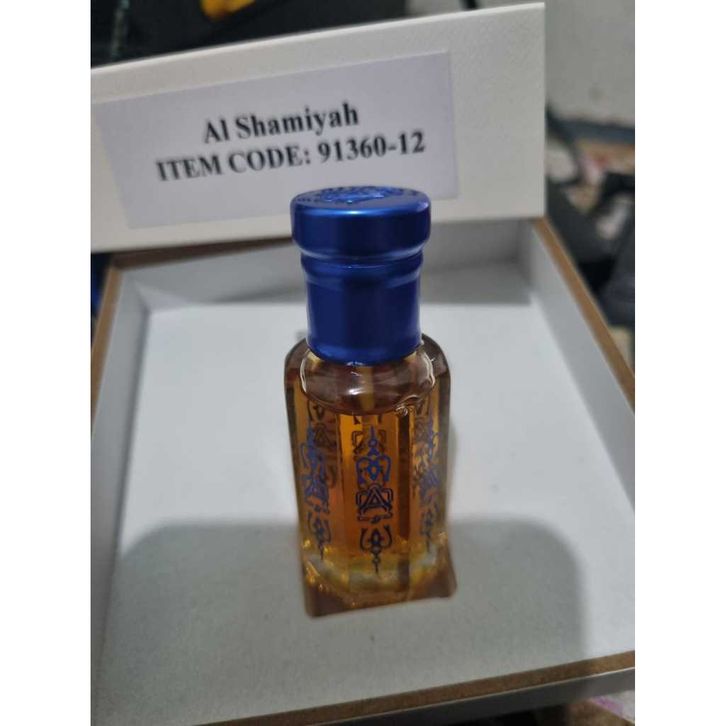 Al Shamiyah
ITEM CODE: 91360-12